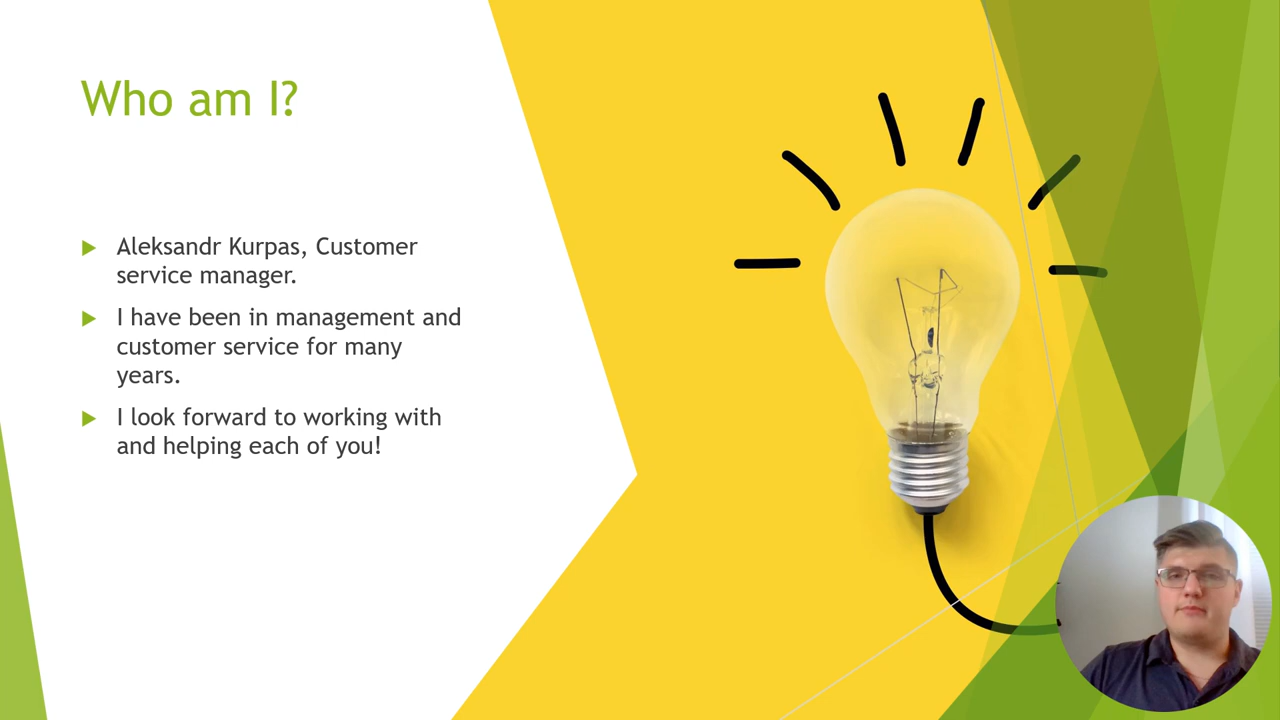 Who am I?
Aleksandr Kurpas, Customer
service manager.
I have been in management and
customer service for many
years.
I look forward to working with
and helping each of you!